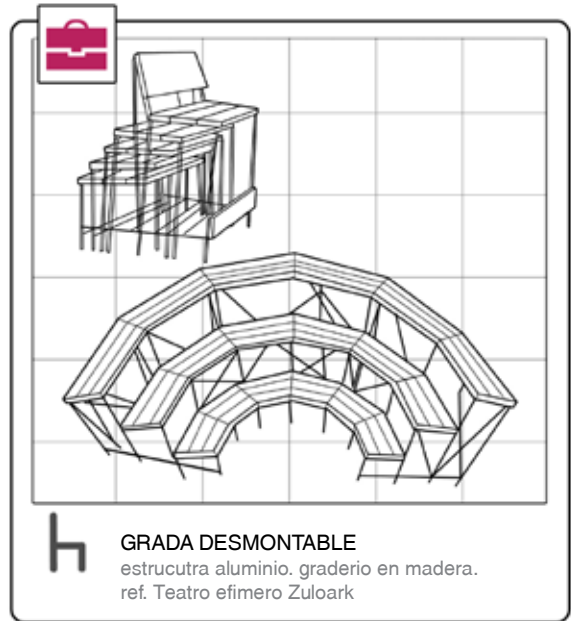 GRADA DESMONTABLE
estrucutra aluminio. graderio en madera.
ref. Teatro efimero Zuloark